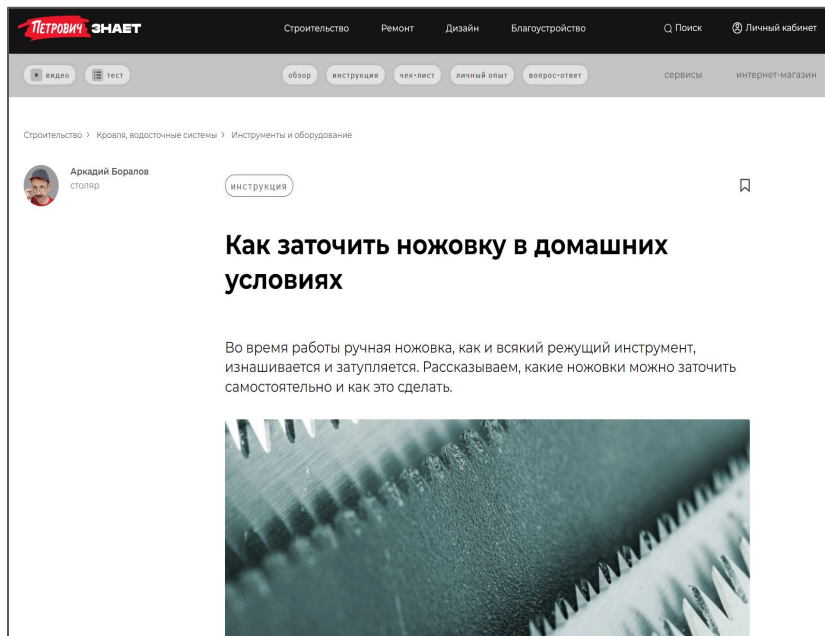 ПЕТРОВИЧ ЗНАЕТ
Строительство Ремонт Дизайн Благоустройство
Поиск Личный кабинет
видео тест
обзор инструкция чек-лист личный опыт вопрос-ответ
сервисы интернет-магазин
Строительство › Кровля, водосточные системы › Инструменты и оборудование
Аркадий Боралов
столяр
инструкция
Как заточить ножовку в домашних
условиях
Во время работы ручная ножовка, как и всякий режущий инструмент,
изнашивается и затупляется. Рассказываем, какие ножовки можно заточить
самостоятельно и как это сделать.